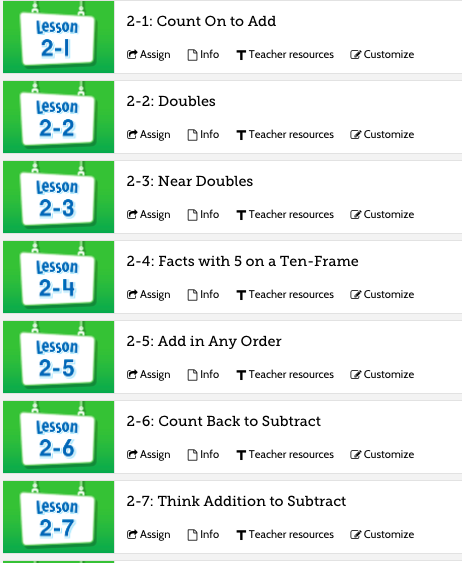 Lesson
2-1
2-1: Count On to Add
Assign Info Teacher resources Customize
Lesson
2-2
2-2: Doubles
Assign Info Teacher resources Customize
Lesson
2-3
2-3: Near Doubles
Assign Info Teacher resources Customize
Lesson
2-4
2-4: Facts with 5 on a Ten-Frame
Assign Info Teacher resources Customize
Lesson
2-5
2-5: Add in Any Order
Assign Info Teacher resources Customize
Lesson
2-6
2-6: Count Back to Subtract
Assign Info Teacher resources Customize
Lesson
2-7
2-7: Think Addition to Subtract
Assign Info Teacher resources Customize